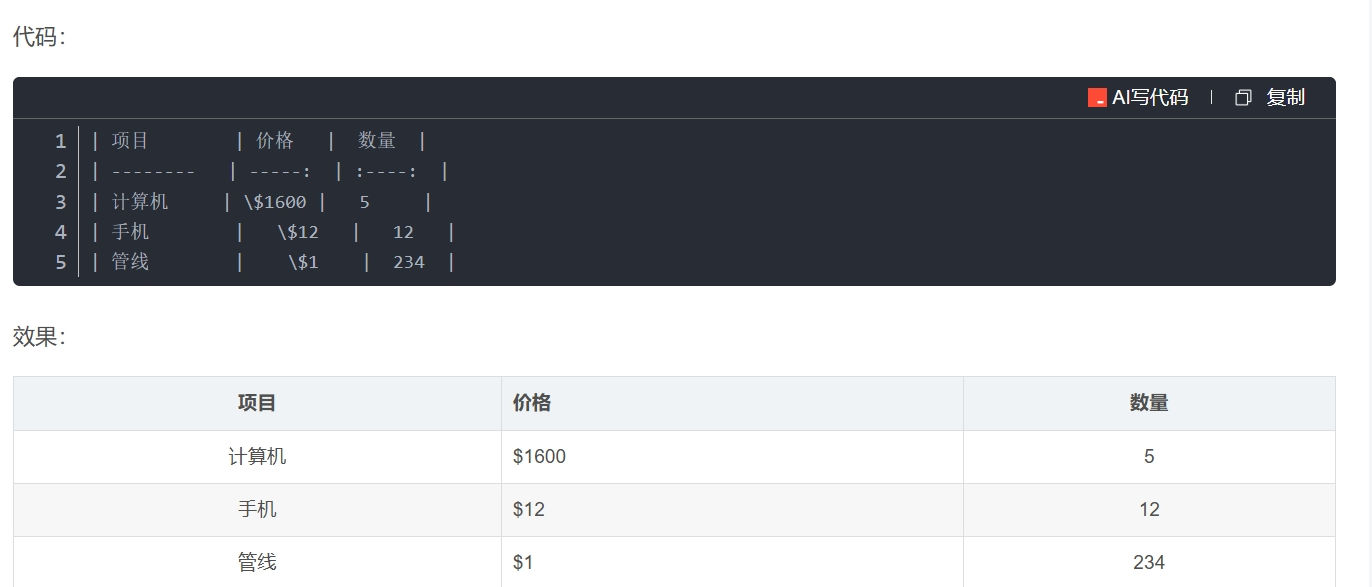 代码：
AI写代码 | 复制
1 | 项目        | 价格   |  数量  |
2 | --------   | -----:  | :----:  |
3 | 计算机     | \$1600 |   5     |
4 | 手机        |   \$12   |   12   |
5 | 管线        |    \$1    |  234  |
效果：
项目 价格 数量
计算机 $1600 5
手机 $12 12
管线 $1 234